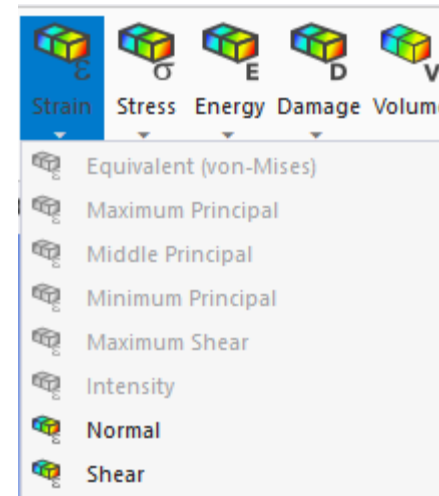 ε σ E D V
Strain Stress Energy Damage Volum
Equivalent (von-Mises)
Maximum Principal
Middle Principal
Minimum Principal
Maximum Shear
Intensity
Normal
Shear